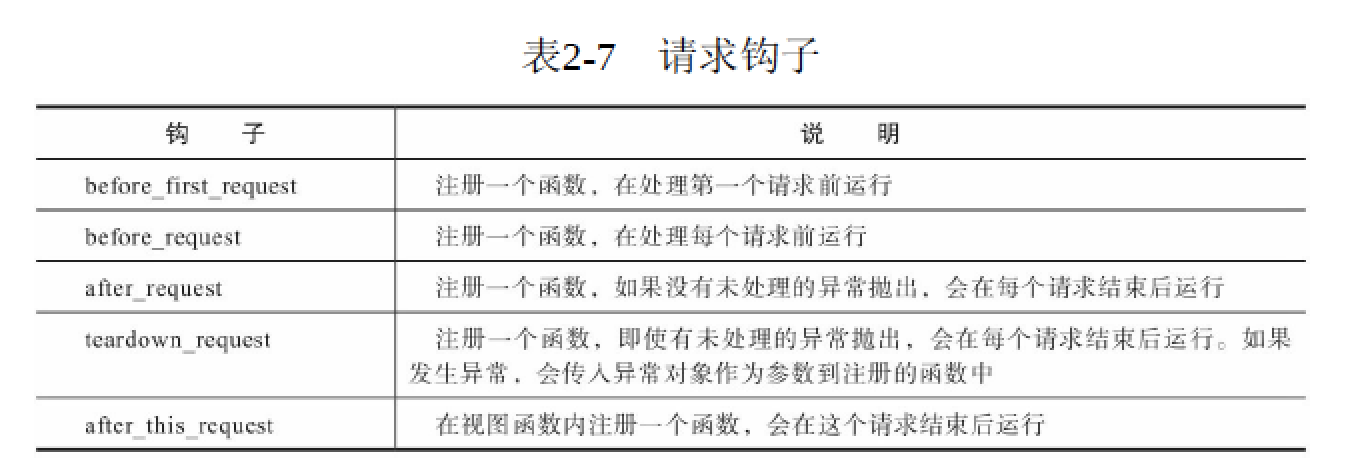 表2-7 请求钩子
钩 子 说 明
before_first_request 注册一个函数，在处理第一个请求前运行
before_request 注册一个函数，在处理每个请求前运行
after_request 注册一个函数，如果没有未处理的异常抛出，会在每个请求结束后运行
teardown_request 注册一个函数，即使有未处理的异常抛出，会在每个请求结束后运行。如果
发生异常，会传入异常对象作为参数到注册的函数中
after_this_request 在视图函数内注册一个函数，会在这个请求结束后运行